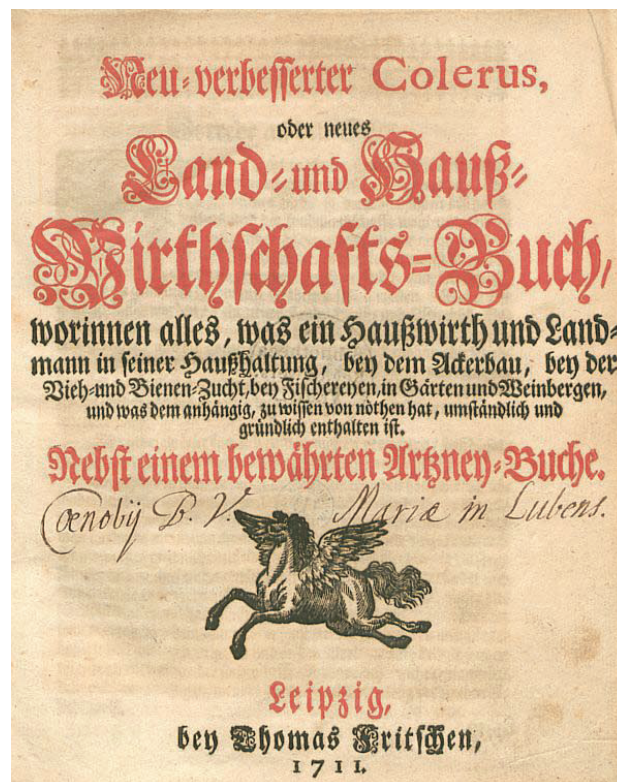 Neu-verbesserter Colerus,
oder neues
Land- und Hauß-
Wirthschafts-Buch,
worinnen alles, was ein Haußwirth und Land-
mann in seiner Haußhaltung, bey dem Ackerbau, bey der
Vieh- und Bienen-Zucht, bey Fischereyen, in Gärten und Weinbergen,
und was dem anhängig, zu wissen von nöthen hat, umständlich und
gründlich enthalten ist.
Nebst einem bewährten Artzney-Buche.
Cœnobij B. V. Mariæ in Lubens.
Leipzig,
bey Thomas Fritschen,
1711.